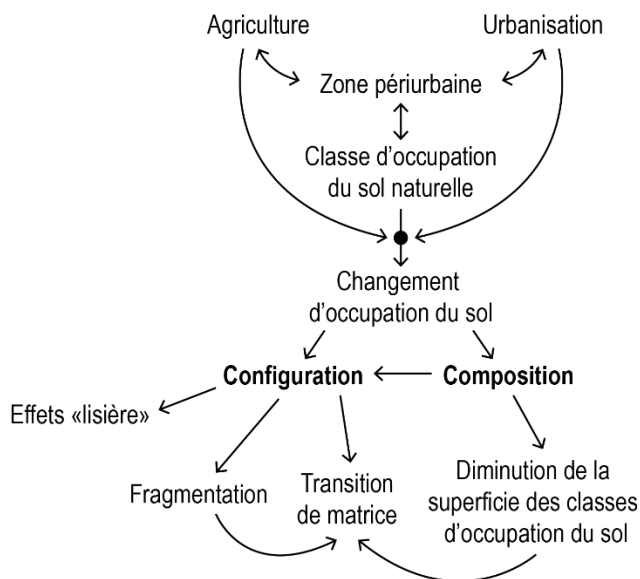 Agriculture
Urbanisation
Zone périurbaine
Classe d’occupation
du sol naturelle
Changement
d’occupation du sol
Configuration
Composition
Effets «lisière»
Fragmentation
Transition
de matrice
Diminution de la
superficie des classes
d’occupation du sol